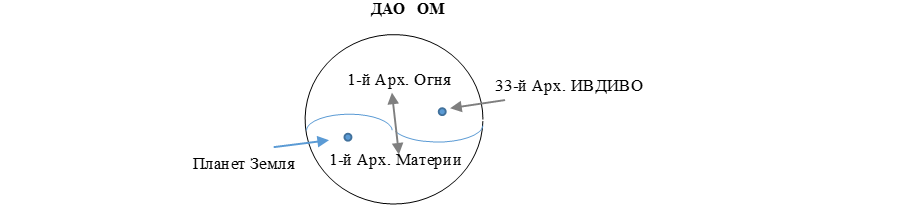 ДАО ОМ
1-й Арх. Огня
33-й Арх. ИВДИВО
1-й Арх. Материи
Планет Земля